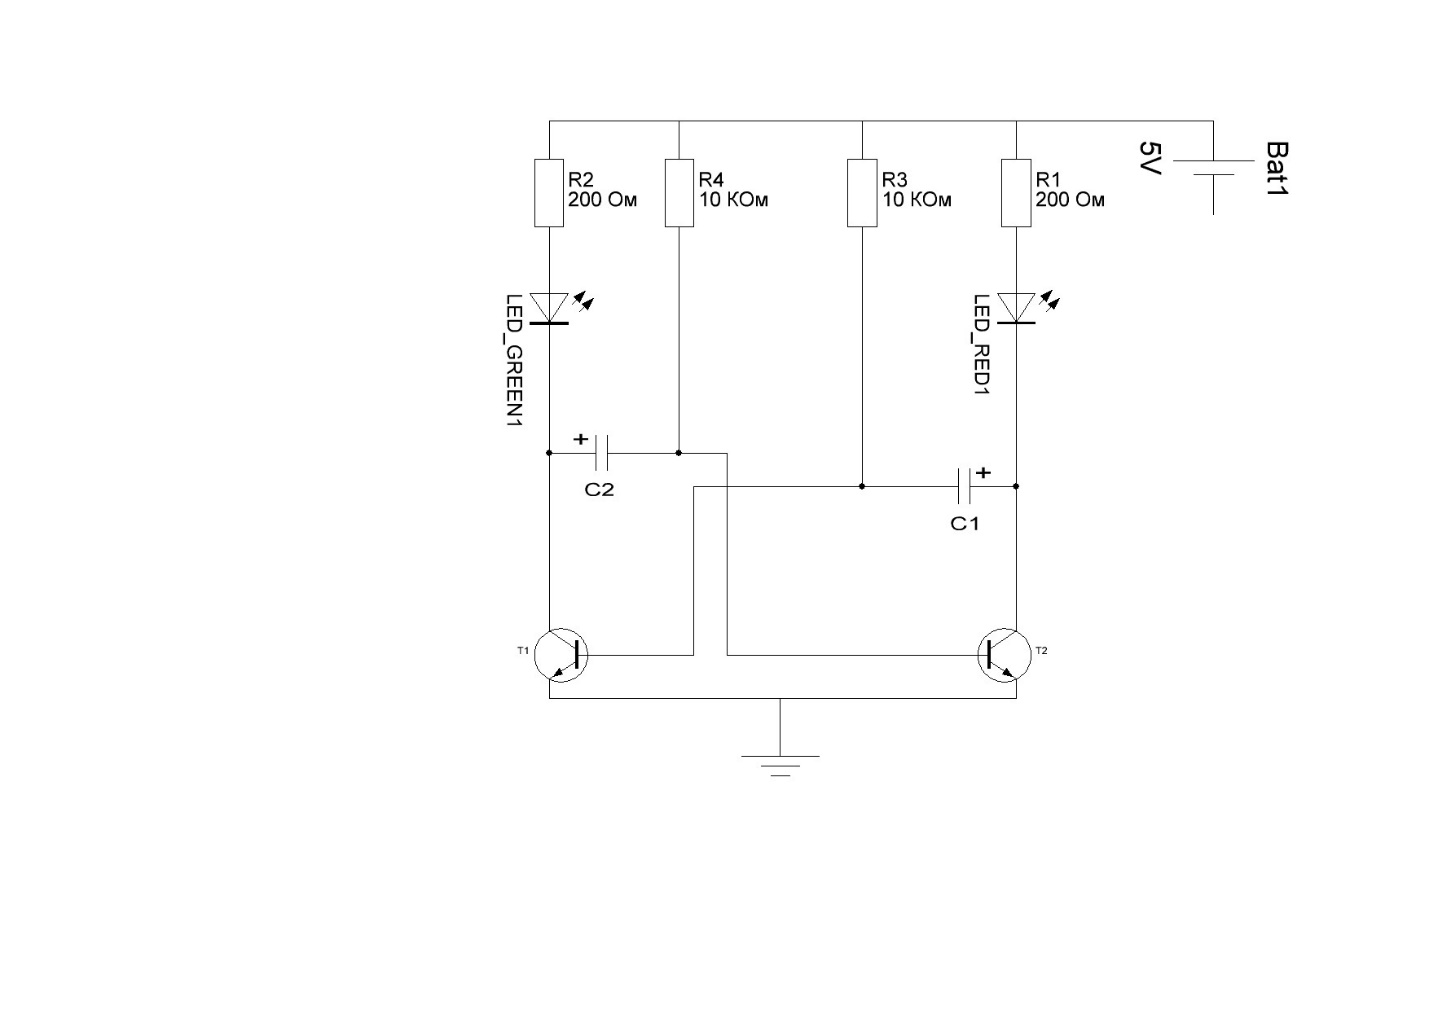 R2
200 Ом
R4
10 КОм
R3
10 КОм
R1
200 Ом
5V
Bat1
LED_GREEN1
LED_RED1
+
C2
+
C1
T1
T2